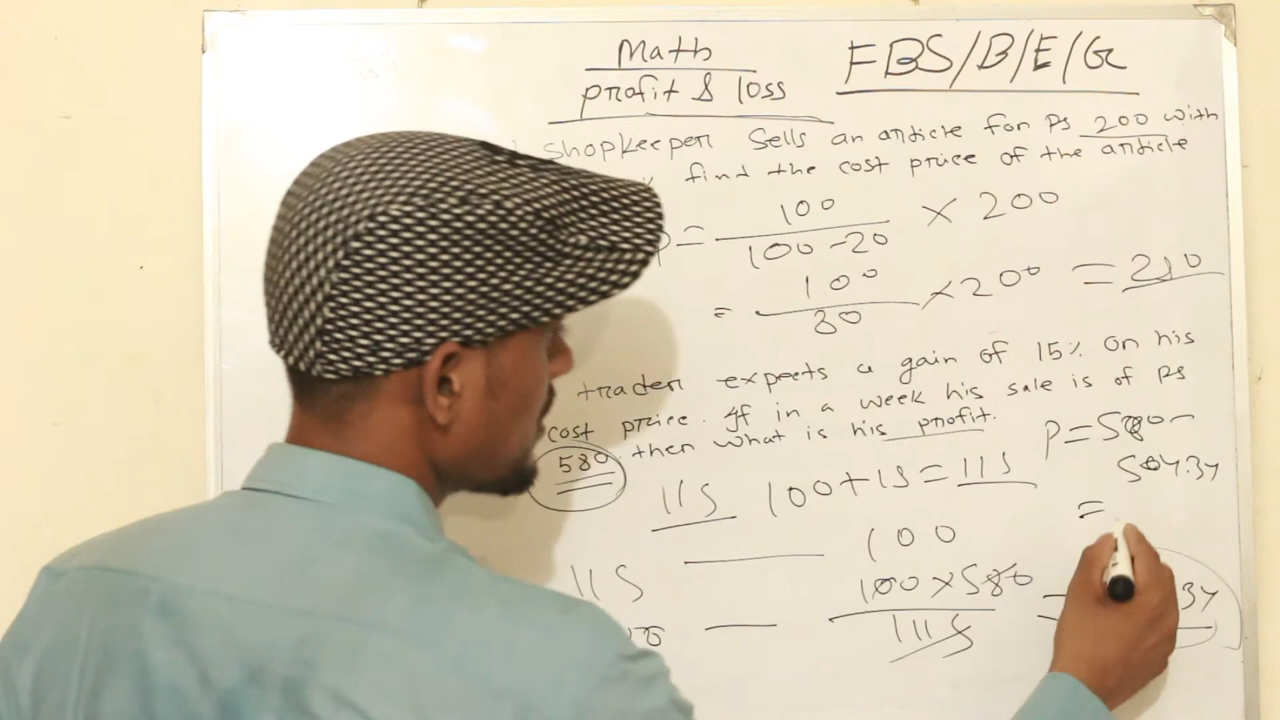 Math
FBS/B/E/G
profit & loss
shopkeeper sells an article for Rs 200 with
find the cost price of the article
= 100 / 100 - 20 × 200
= 100 / 80 × 200 = 250
trader expects a gain of 15% on his
cost price. If in a week his sale is of Rs
580 then what is his profit.
P = 580 -
504.34
115 100 + 15 = 115
=
115 100
100 × 580 / 115 =
34